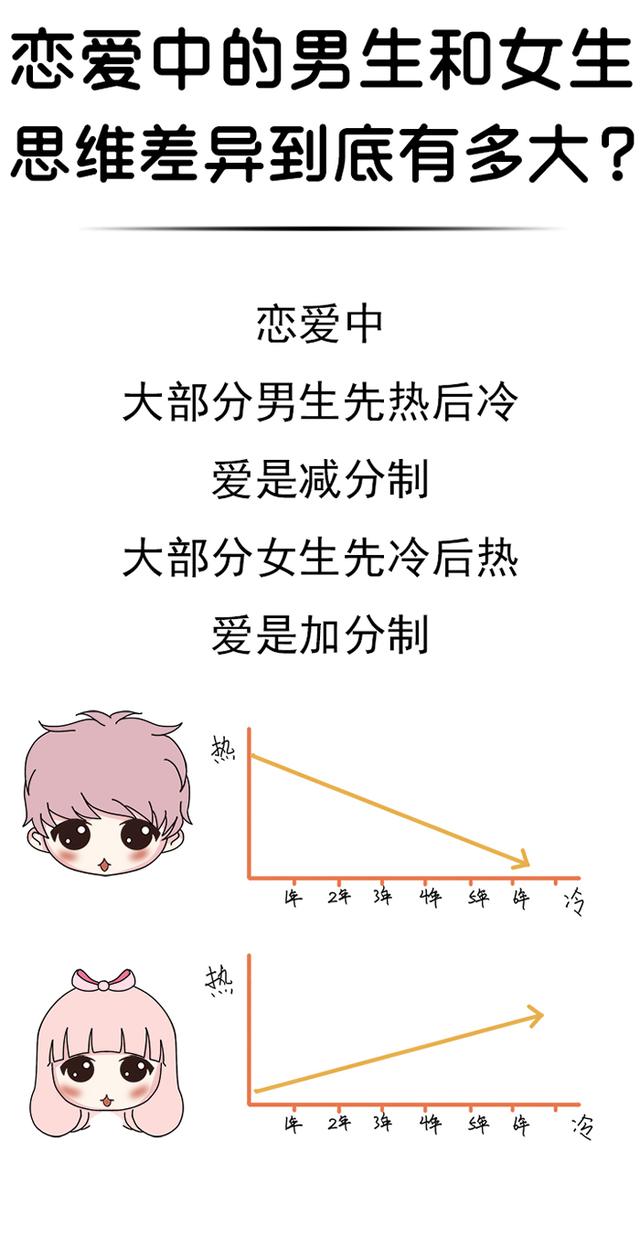 恋爱中的男生和女生
思维差异到底有多大?
恋爱中
大部分男生先热后冷
爱是减分制
大部分女生先冷后热
爱是加分制
热
1年 2年 3年 4年 5年 6年 冷
热
1年 2年 3年 4年 5年 6年 冷